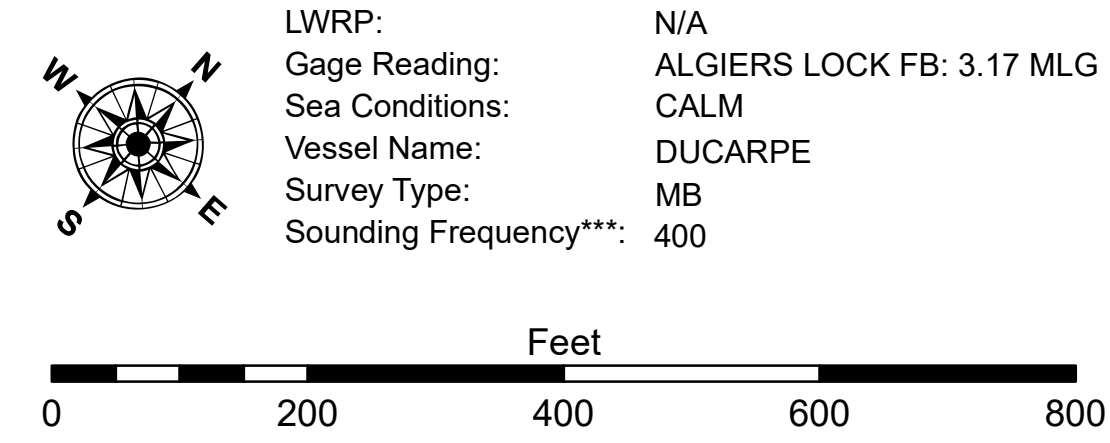 W N
S E
LWRP: N/A
Gage Reading: ALGIERS LOCK FB: 3.17 MLG
Sea Conditions: CALM
Vessel Name: DUCARPE
Survey Type: MB
Sounding Frequency***: 400
Feet
0 200 400 600 800